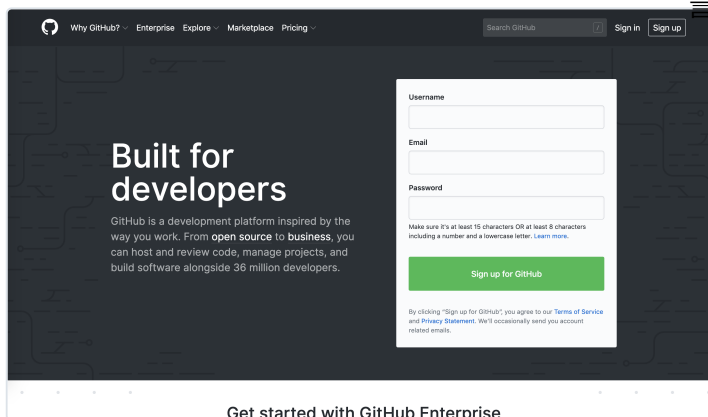 Why GitHub? Enterprise Explore Marketplace Pricing Search GitHub / Sign in Sign up
Built for
developers
GitHub is a development platform inspired by the
way you work. From open source to business, you
can host and review code, manage projects, and
build software alongside 36 million developers.
Username
Email
Password
Make sure it's at least 15 characters OR at least 8 characters
including a number and a lowercase letter. Learn more.
Sign up for GitHub
By clicking “Sign up for GitHub”, you agree to our Terms of Service
and Privacy Statement. We’ll occasionally send you account
related emails.
Get started with GitHub Enterprise